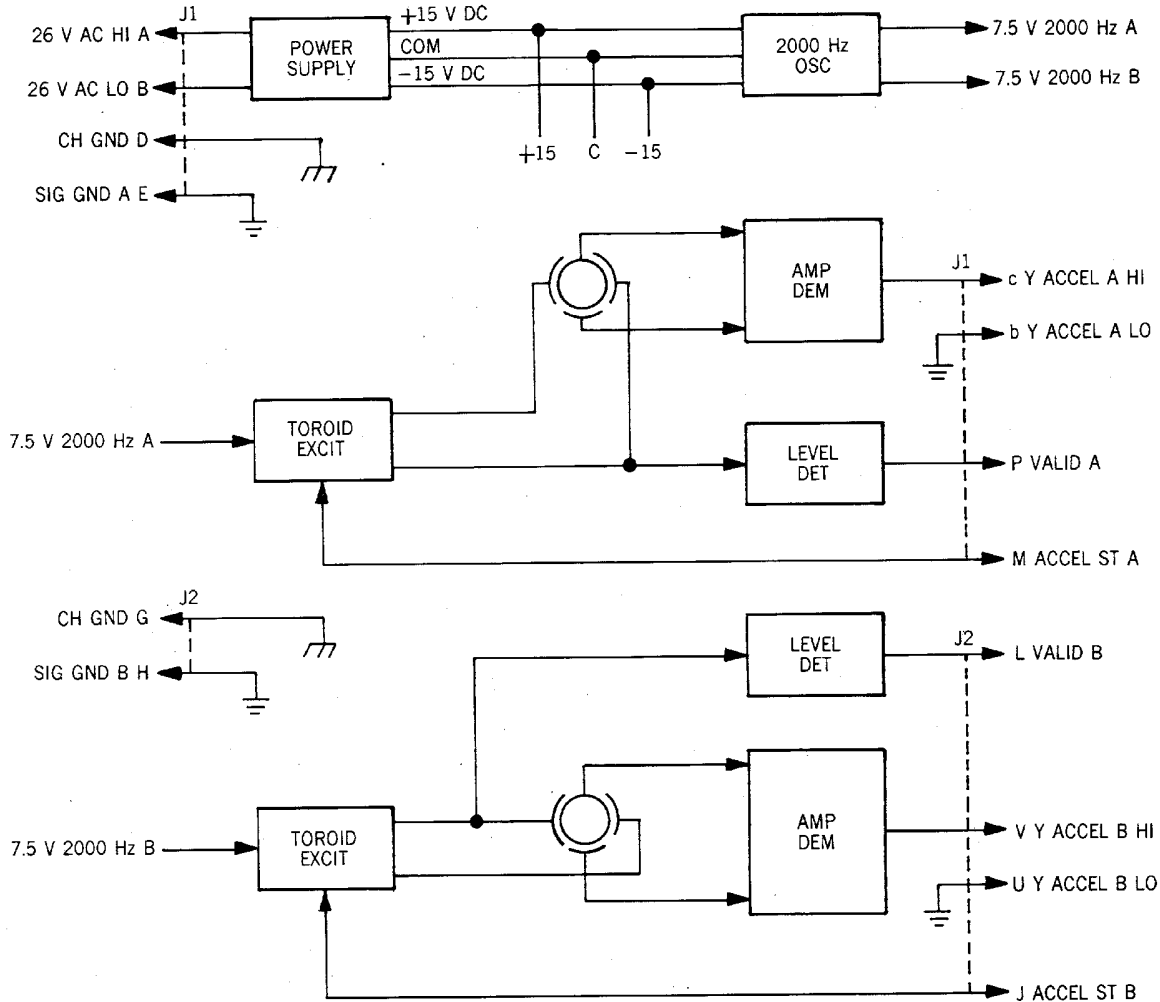 J1
26 V AC HI A
26 V AC LO B
CH GND D
SIG GND A E
POWER
SUPPLY
+15 V DC
COM
−15 V DC
+15
C
−15
2000 Hz
OSC
7.5 V 2000 Hz A
7.5 V 2000 Hz B
AMP
DEM
J1
c Y ACCEL A HI
b Y ACCEL A LO
7.5 V 2000 Hz A
TOROID
EXCIT
LEVEL
DET
P VALID A
M ACCEL ST A
J2
CH GND G
SIG GND B H
LEVEL
DET
J2
L VALID B
7.5 V 2000 Hz B
TOROID
EXCIT
AMP
DEM
V Y ACCEL B HI
U Y ACCEL B LO
J ACCEL ST B